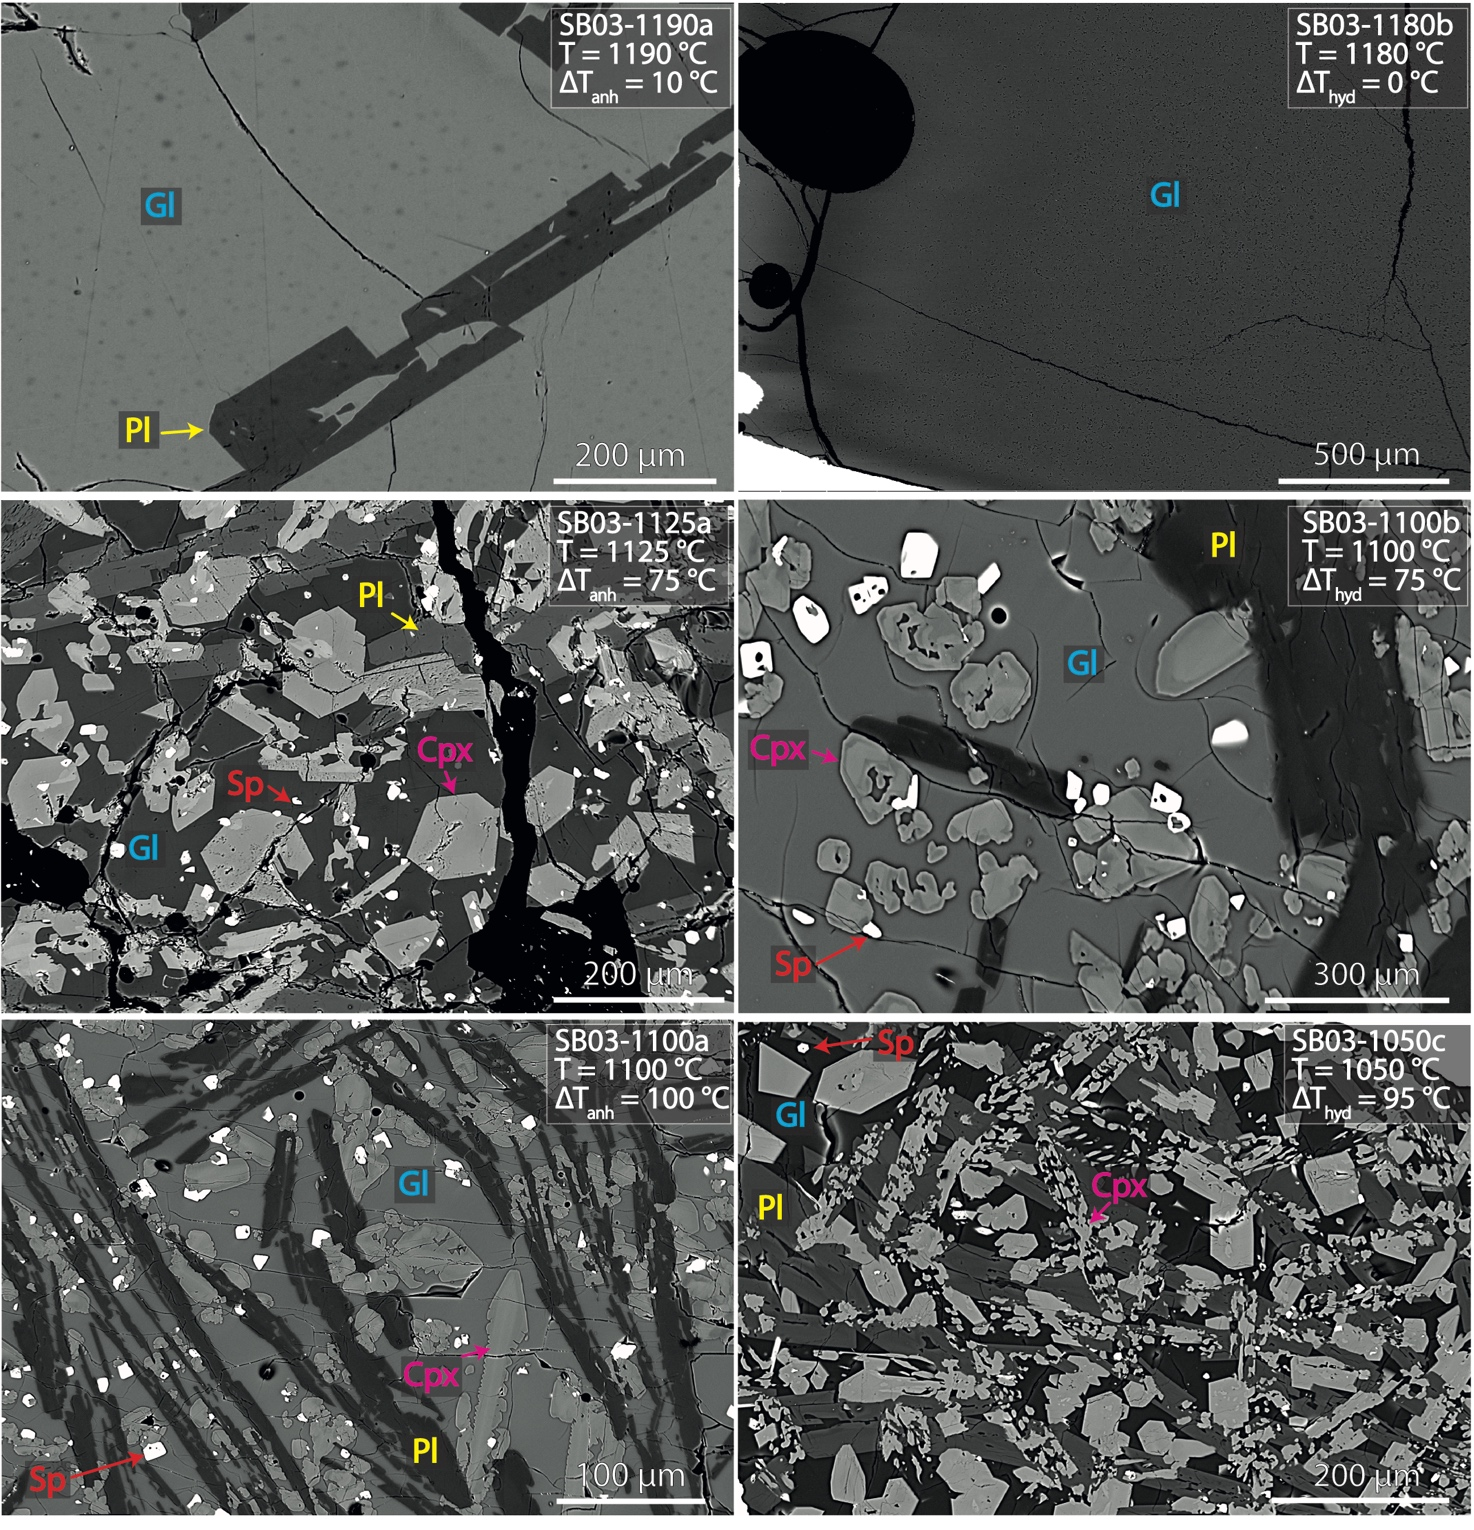 SB03-1190a
T = 1190 °C
ΔTanh = 10 °C
Gl
Pl
200 µm
SB03-1180b
T = 1180 °C
ΔThyd = 0 °C
Gl
500 µm
SB03-1125a
T = 1125 °C
ΔTanh = 75 °C
Pl
Cpx
Sp
Gl
200 µm
SB03-1100b
T = 1100 °C
ΔThyd = 75 °C
Pl
Gl
Cpx
Sp
300 µm
SB03-1100a
T = 1100 °C
ΔTanh = 100 °C
Gl
Cpx
Pl
Sp
100 µm
SB03-1050c
T = 1050 °C
ΔThyd = 95 °C
Sp
Gl
Cpx
Pl
200 µm